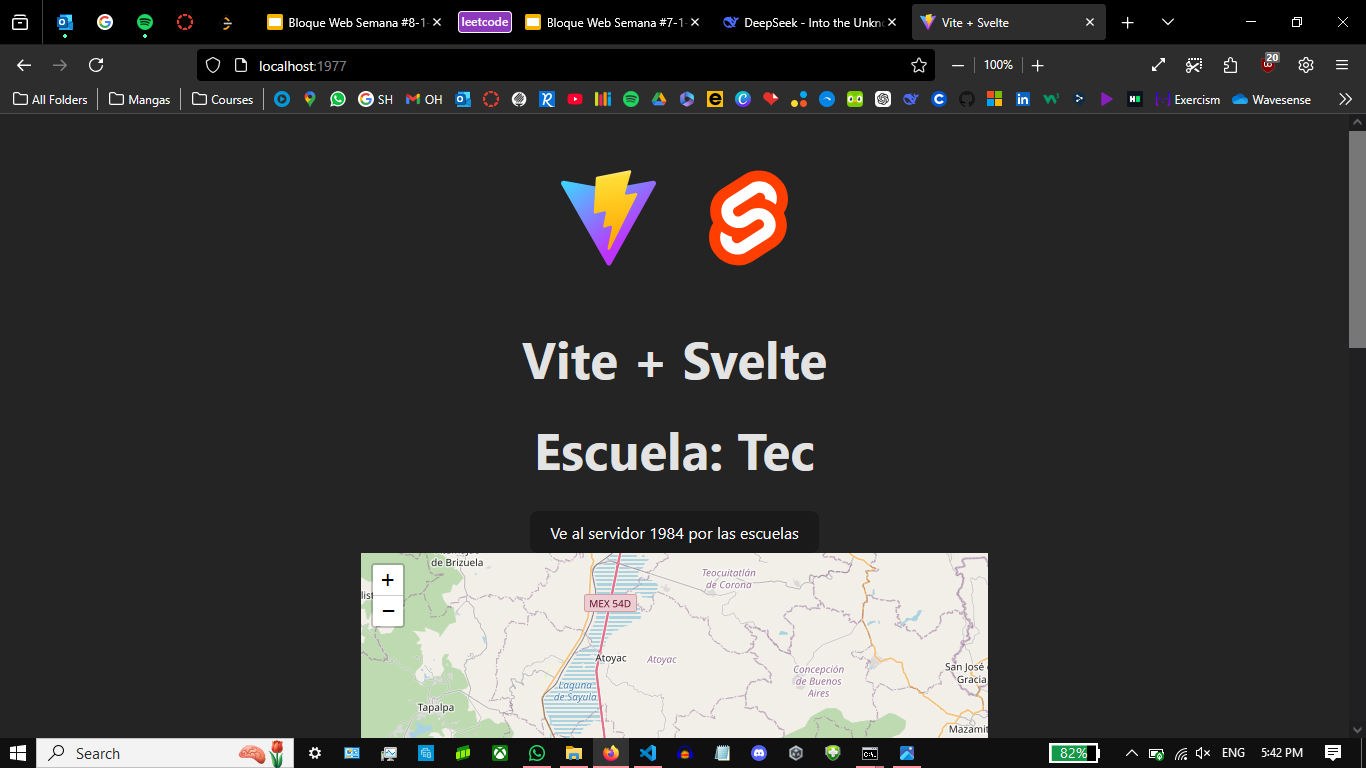 Bloque Web Semana #8-1-
leetcode
Bloque Web Semana #7-1-
DeepSeek - Into the Unkno
Vite + Svelte
localhost:1977
100%
20
All Folders
Mangas
Courses
SH
OH
Exercism
Wavesense
Vite + Svelte
Escuela: Tec
Ve al servidor 1984 por las escuelas
de Brizuela
Teocuitatlán
de Corona
+
−
MEX 54D
Atoyac
Atoyac
Laguna
de Sayula
Concepción
de Buenos
Aires
San José
Gracia
Tapalpa
Mazamit
Search
82%
ENG
5:42 PM